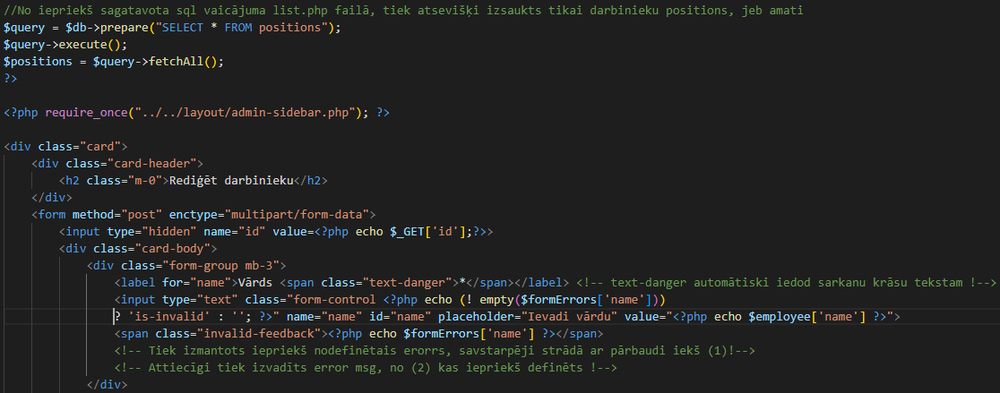 //No iepriekš sagatavota sql vaicājuma list.php failā, tiek atsevišķi izsaukts tikai darbinieku positions, jeb amati
$query = $db->prepare("SELECT * FROM positions");
$query->execute();
$positions = $query->fetchAll();
?>
<?php require_once("../../layout/admin-sidebar.php"); ?>
<div class="card">
<div class="card-header">
<h2 class="m-0">Rediģēt darbinieku</h2>
</div>
<form method="post" enctype="multipart/form-data">
<input type="hidden" name="id" value=<?php echo $_GET['id'];?>>
<div class="card-body">
<div class="form-group mb-3">
<label for="name">Vārds <span class="text-danger">*</span></label> <!-- text-danger automātiski iedod sarkanu krāsu tekstam !-->
<input type="text" class="form-control <?php echo (! empty($formErrors['name']))
? 'is-invalid' : ''; ?>" name="name" id="name" placeholder="Ievadi vārdu" value="<?php echo $employee['name'] ?>">
<span class="invalid-feedback"><?php echo $formErrors['name'] ?></span>
<!-- Tiek izmantots iepriekš nodefinētais erorrs, savstarpēji strādā ar pārbaudi iekš (1)!-->
<!-- Attiecīgi tiek izvadīts error msg, no (2) kas iepriekš definēts !-->
</div>